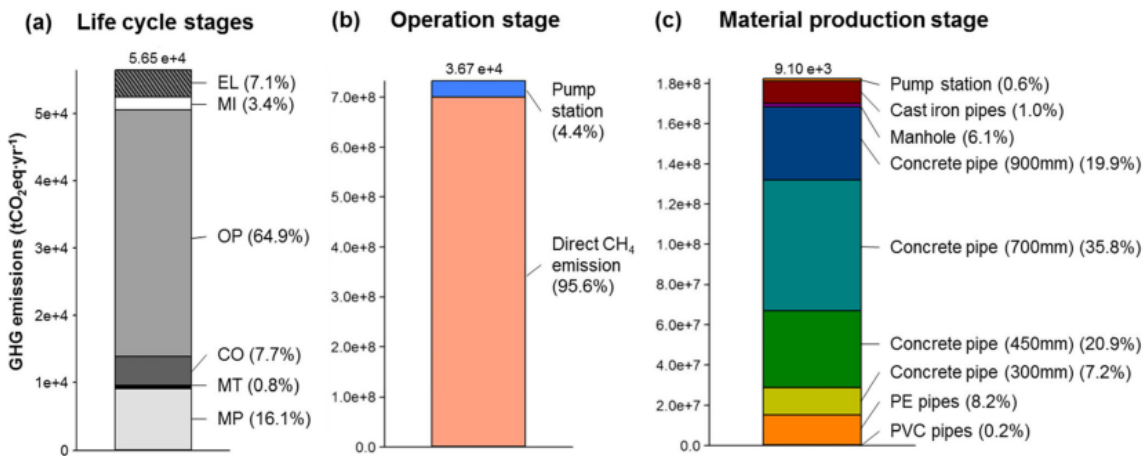 (a) Life cycle stages
GHG emissions (tCO₂eq·yr⁻¹)
5.65 e+4
5e+4
4e+4
3e+4
2e+4
1e+4
0
EL (7.1%)
MI (3.4%)
OP (64.9%)
CO (7.7%)
MT (0.8%)
MP (16.1%)
(b) Operation stage
3.67 e+4
7.0e+8
6.0e+8
5.0e+8
4.0e+8
3.0e+8
2.0e+8
1.0e+8
0.0
Pump
station
(4.4%)
Direct CH₄
emission
(95.6%)
(c) Material production stage
9.10 e+3
1.8e+8
1.6e+8
1.4e+8
1.2e+8
1.0e+8
8.0e+7
6.0e+7
4.0e+7
2.0e+7
0.0
Pump station (0.6%)
Cast iron pipes (1.0%)
Manhole (6.1%)
Concrete pipe (900mm) (19.9%)
Concrete pipe (700mm) (35.8%)
Concrete pipe (450mm) (20.9%)
Concrete pipe (300mm) (7.2%)
PE pipes (8.2%)
PVC pipes (0.2%)